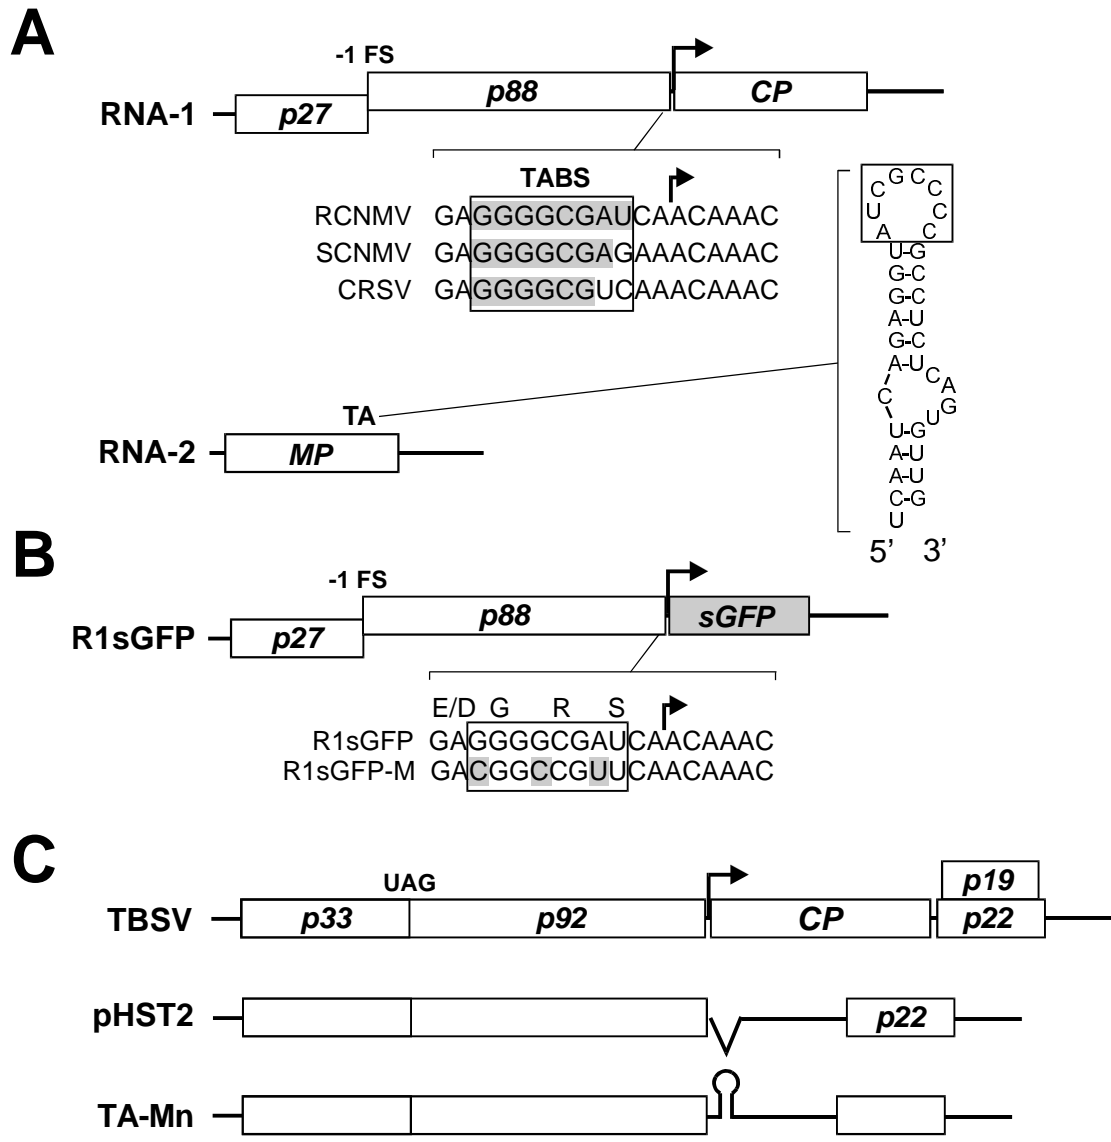 A
-1 FS
RNA-1
p27
p88
CP
TABS
RCNMV GAGGGGCGAUCAACAAAC
SCNMV GAGGGGCGAGAAACAAAC
CRSV GAGGGGCGUCAAACAAAC
G C
C C
U C
A C
U-G
G-C
G-C
A-U
G-C
A-U
C
A
C G
U
U-G
A-U
A-U
C-G
U
5’ 3’
TA
RNA-2
MP
B
-1 FS
R1sGFP
p27
p88
sGFP
E/D G R S
R1sGFP GAGGGGCGAUCAACAAAC
R1sGFP-M GACGGCCGUUCAACAAAC
C
UAG
TBSV
p33
p92
CP
p19
p22
pHST2
p22
TA-Mn